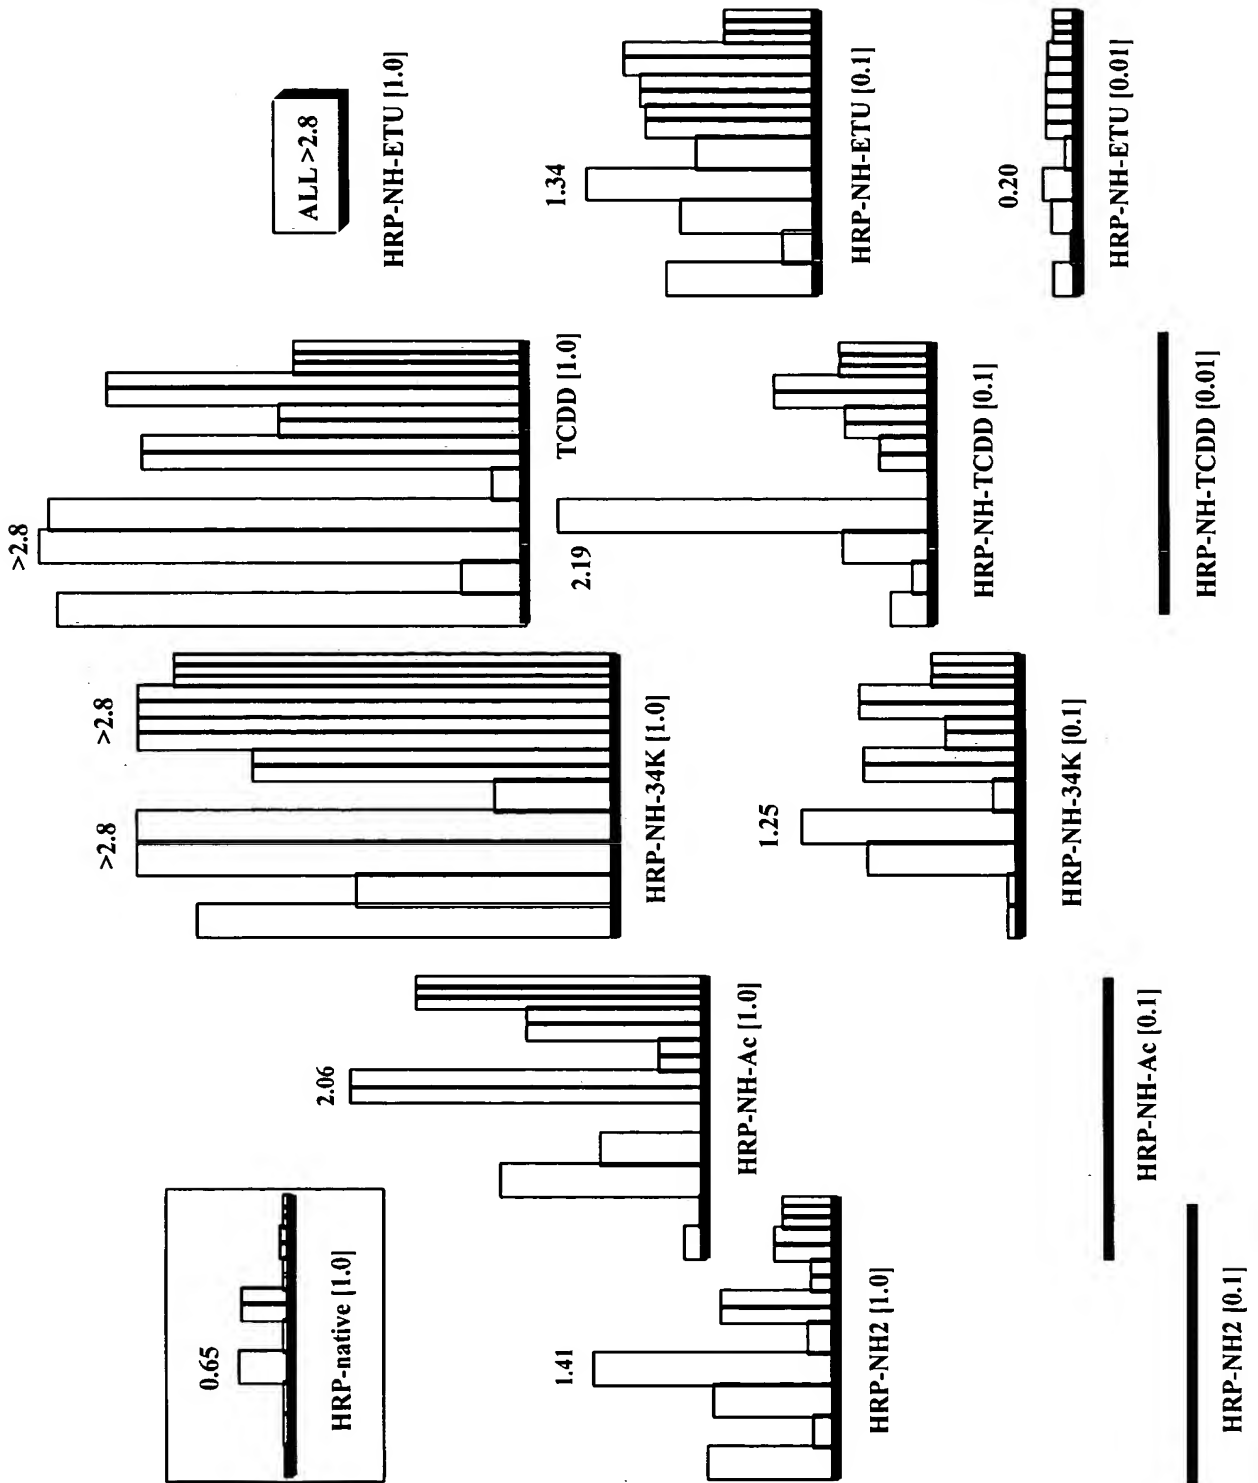 0.65
HRP-native [1.0]
1.41
HRP-NH2 [1.0]
HRP-NH2 [0.1]
2.06
HRP-NH-Ac [1.0]
HRP-NH-Ac [0.1]
>2.8
>2.8
HRP-NH-34K [1.0]
1.25
HRP-NH-34K [0.1]
>2.8
TCDD [1.0]
2.19
HRP-NH-TCDD [0.1]
HRP-NH-TCDD [0.01]
ALL >2.8
HRP-NH-ETU [1.0]
1.34
HRP-NH-ETU [0.1]
0.20
HRP-NH-ETU [0.01]